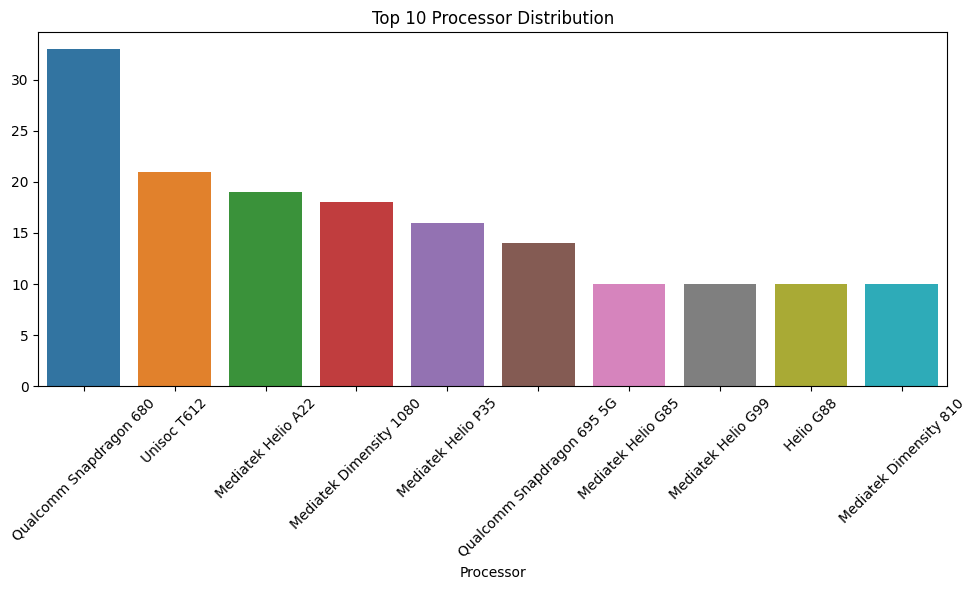 Top 10 Processor Distribution
30
25
20
15
10
5
0
Qualcomm Snapdragon 680
Unisoc T612
Mediatek Helio A22
Mediatek Dimensity 1080
Mediatek Helio P35
Qualcomm Snapdragon 695 5G
Mediatek Helio G85
Mediatek Helio G99
Helio G88
Mediatek Dimensity 810
Processor